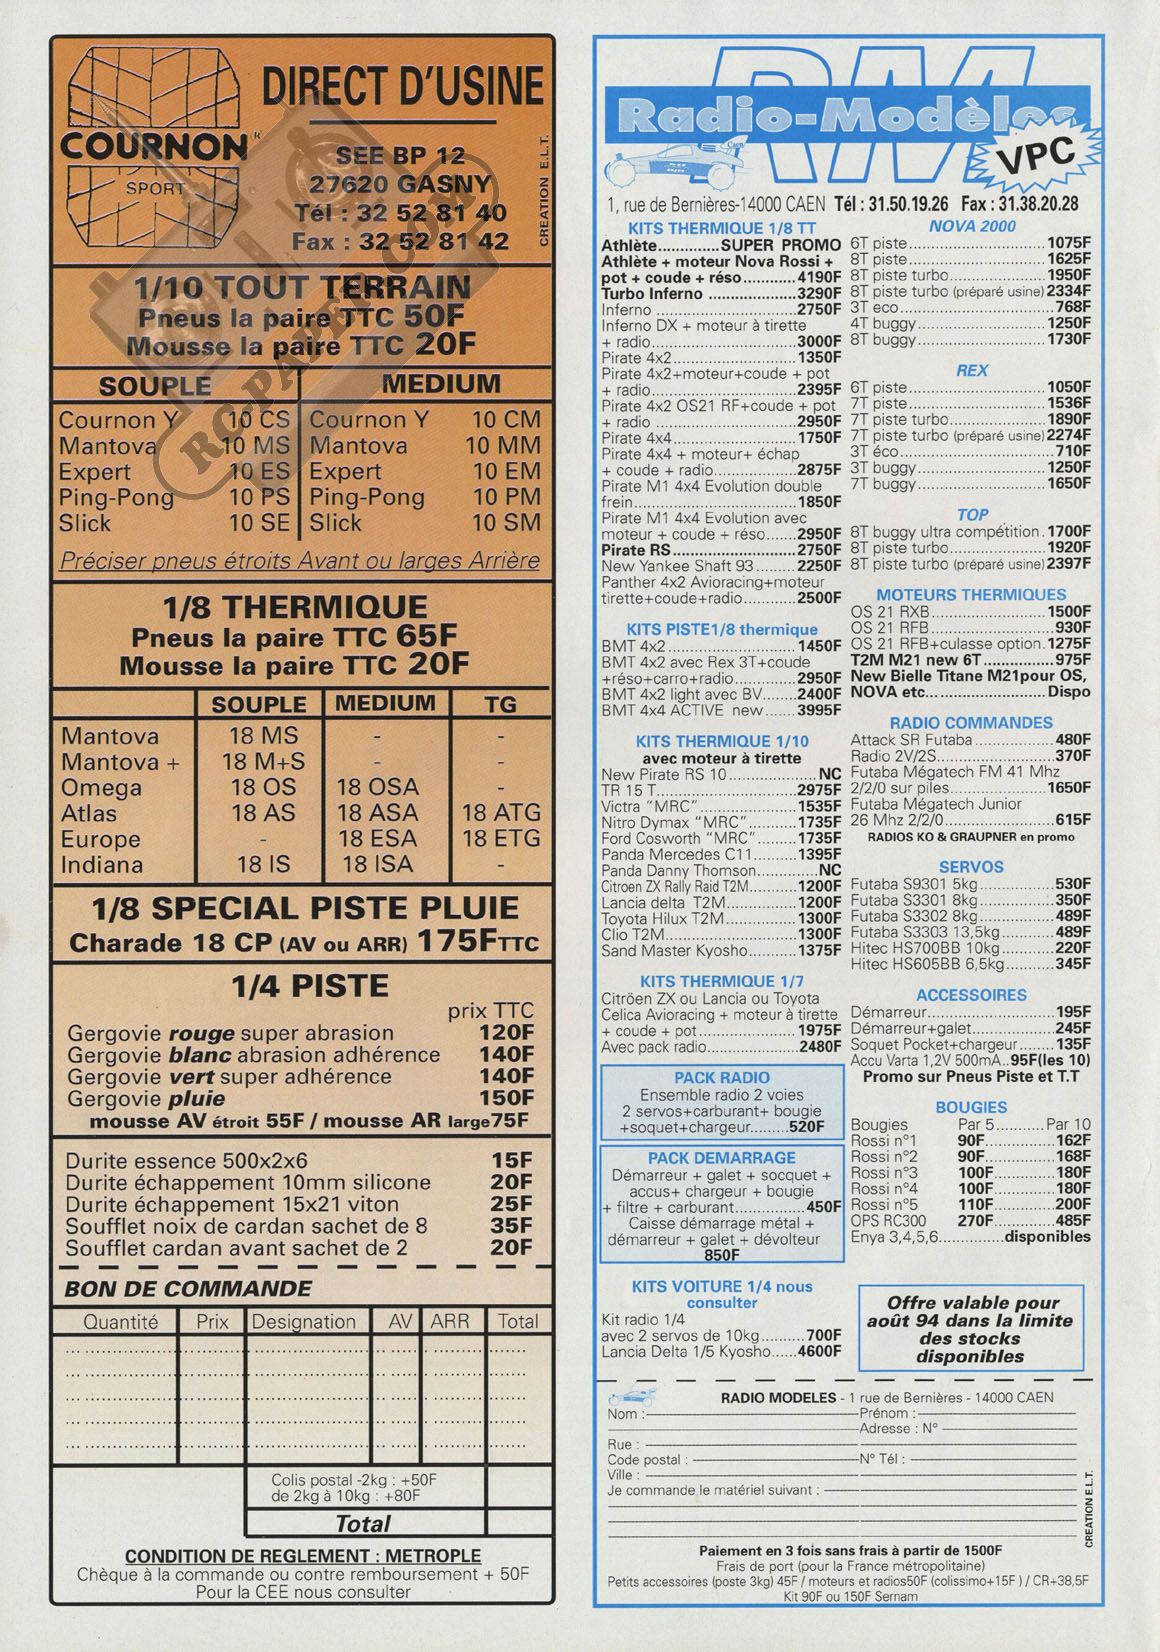 DIRECT D'USINE
COURNON®
SPORT
SEE BP 12
27620 GASNY
Tél : 32 52 81 40
Fax : 32 52 81 42
CREATION E.L.T.
RCPAPER.COM
1/10 TOUT TERRAIN
Pneus la paire TTC 50F
Mousse la paire TTC 20F
SOUPLE MEDIUM
Cournon Y 10 CS Cournon Y 10 CM
Mantova 10 MS Mantova 10 MM
Expert 10 ES Expert 10 EM
Ping-Pong 10 PS Ping-Pong 10 PM
Slick 10 SE Slick 10 SM
Préciser pneus étroits Avant ou larges Arrière
1/8 THERMIQUE
Pneus la paire TTC 65F
Mousse la paire TTC 20F
SOUPLE MEDIUM TG
Mantova 18 MS - -
Mantova + 18 M+S - -
Omega 18 OS 18 OSA -
Atlas 18 AS 18 ASA 18 ATG
Europe - 18 ESA 18 ETG
Indiana 18 IS 18 ISA -
1/8 SPECIAL PISTE PLUIE
Charade 18 CP (AV ou ARR) 175F TTC
1/4 PISTE
prix TTC
Gergovie rouge super abrasion 120F
Gergovie blanc abrasion adhérence 140F
Gergovie vert super adhérence 140F
Gergovie pluie 150F
mousse AV étroit 55F / mousse AR large 75F
Durite essence 500x2x6 15F
Durite échappement 10mm silicone 20F
Durite échappement 15x21 viton 25F
Soufflet noix de cardan sachet de 8 35F
Soufflet cardan avant sachet de 2 20F
BON DE COMMANDE
Quantité Prix Designation AV ARR Total
Colis postal -2kg : +50F
de 2kg à 10kg : +80F
Total
CONDITION DE REGLEMENT : METROPLE
Chèque à la commande ou contre remboursement + 50F
Pour la CEE nous consulter
RM
Radio-Modèles
Caen
VPC
1, rue de Bernières-14000 CAEN Tél : 31.50.19.26 Fax : 31.38.20.28
KITS THERMIQUE 1/8 TT
Athlète.............SUPER PROMO
Athlète + moteur Nova Rossi +
pot + coude + réso...........4190F
Turbo Inferno ...................3290F
Inferno ...................2750F
Inferno DX + moteur à tirette
+ radio...................3000F
Pirate 4x2...................1350F
Pirate 4x2+moteur+coude + pot
+ radio...................2395F
Pirate 4x2 OS21 RF+coude + pot
+ radio ...................2950F
Pirate 4x4...................1750F
Pirate 4x4 + moteur+ échap
+ coude + radio...................2875F
Pirate M1 4x4 Evolution double
frein...................1850F
Pirate M1 4x4 Evolution avec
moteur + coude + réso......2950F
Pirate RS...................2750F
New Yankee Shaft 93........2250F
Panther 4x2 Avioracing+moteur
tirette+coude+radio............2500F
KITS PISTE1/8 thermique
BMT 4x2...................1450F
BMT 4x2 avec Rex 3T+coude
+réso+carro+radio............2950F
BMT 4x2 light avec BV.......2400F
BMT 4x4 ACTIVE new.......3995F
KITS THERMIQUE 1/10
avec moteur à tirette
New Pirate RS 10...................NC
TR 15 T...................2975F
Victra "MRC"...................1535F
Nitro Dymax "MRC"...........1735F
Ford Cosworth "MRC"........1735F
Panda Mercedes C11..........1395F
Panda Danny Thomson............NC
Citroen ZX Rally Raid T2M.......1200F
Lancia delta T2M...............1200F
Toyota Hilux T2M...............1300F
Clio T2M...................1300F
Sand Master Kyosho..........1375F
KITS THERMIQUE 1/7
Citröen ZX ou Lancia ou Toyota
Celica Avioracing + moteur à tirette
+ coude + pot...................1975F
Avec pack radio...................2480F
PACK RADIO
Ensemble radio 2 voies
2 servos+carburant+ bougie
+soquet+chargeur........520F
PACK DEMARRAGE
Démarreur + galet + socquet +
accus+ chargeur + bougie
+ filtre + carburant............450F
Caisse démarrage métal +
démarreur + galet + dévolteur
850F
KITS VOITURE 1/4 nous
consulter
Kit radio 1/4
avec 2 servos de 10kg..........700F
Lancia Delta 1/5 Kyosho......4600F
NOVA 2000
6T piste...................1075F
8T piste...................1625F
8T piste turbo...................1950F
8T piste turbo (préparé usine) 2334F
3T eco...................768F
4T buggy...................1250F
8T buggy...................1730F
REX
6T piste...................1050F
7T piste...................1536F
7T piste turbo...................1890F
7T piste turbo (préparé usine)2274F
3T éco...................710F
3T buggy...................1250F
7T buggy...................1650F
TOP
8T buggy ultra compétition.1700F
8T piste turbo...................1920F
8T piste turbo (préparé usine)2397F
MOTEURS THERMIQUES
OS 21 RXB...................1500F
OS 21 RFB...................930F
OS 21 RFB+culasse option.1275F
T2M M21 new 6T...............975F
New Bielle Titane M21pour OS,
NOVA etc...................Dispo
RADIO COMMANDES
Attack SR Futaba...................480F
Radio 2V/2S...................370F
Futaba Mégatech FM 41 Mhz
2/2/0 sur piles...................1650F
Futaba Mégatech Junior
26 Mhz 2/2/0...................615F
RADIOS KO & GRAUPNER en promo
SERVOS
Futaba S9301 5kg...............530F
Futaba S3301 8kg...............350F
Futaba S3302 8kg...............489F
Futaba S3303 13,5kg...........489F
Hitec HS700BB 10kg...........220F
Hitec HS605BB 6,5kg..........345F
ACCESSOIRES
Démarreur...................195F
Démarreur+galet...............245F
Soquet Pocket+chargeur.......135F
Accu Varta 1,2V 500mA..95F(les 10)
Promo sur Pneus Piste et T.T
BOUGIES
Bougies Par 5..........Par 10
Rossi n°1 90F...............162F
Rossi n°2 90F...............168F
Rossi n°3 100F..............180F
Rossi n°4 100F..............180F
Rossi n°5 110F..............200F
OPS RC300 270F..............485F
Enya 3,4,5,6...............disponibles
Offre valable pour
août 94 dans la limite
des stocks
disponibles
RADIO MODELES - 1 rue de Bernières - 14000 CAEN
Nom : Prénom :
Adresse : N°
Rue :
Code postal : N° Tél :
Ville :
Je commande le matériel suivant :
CREATION E.L.T.
Paiement en 3 fois sans frais à partir de 1500F
Frais de port (pour la France métropolitaine)
Petits accessoires (poste 3kg) 45F / moteurs et radios50F (colissimo+15F ) / CR+38,5F
Kit 90F ou 150F Sernam